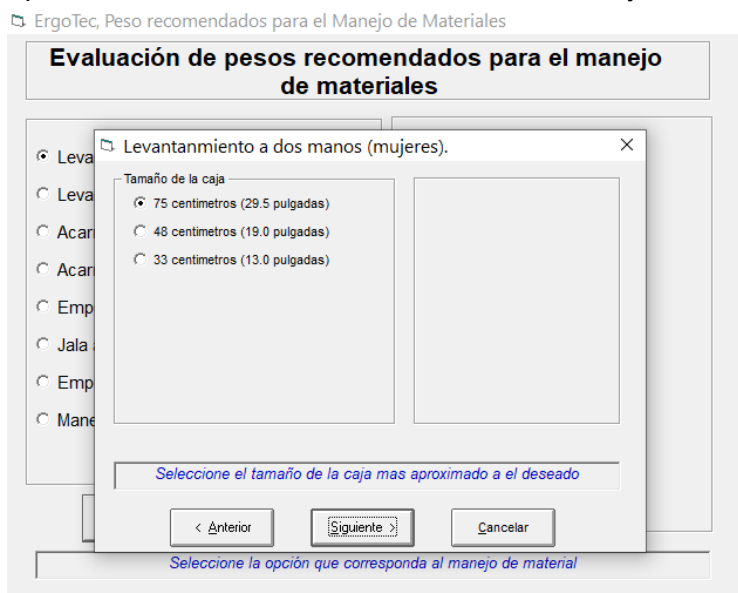 ErgoTec, Peso recomendados para el Manejo de Materiales
Evaluación de pesos recomendados para el manejo
de materiales
Levantanmiento a dos manos (mujeres).
Tamaño de la caja
75 centimetros (29.5 pulgadas)
48 centimetros (19.0 pulgadas)
33 centimetros (13.0 pulgadas)
Leva
Leva
Acarr
Acarr
Emp
Jala a
Emp
Mane
Seleccione el tamaño de la caja mas aproximado a el deseado
< Anterior
Siguiente >
Cancelar
Seleccione la opción que corresponda al manejo de material